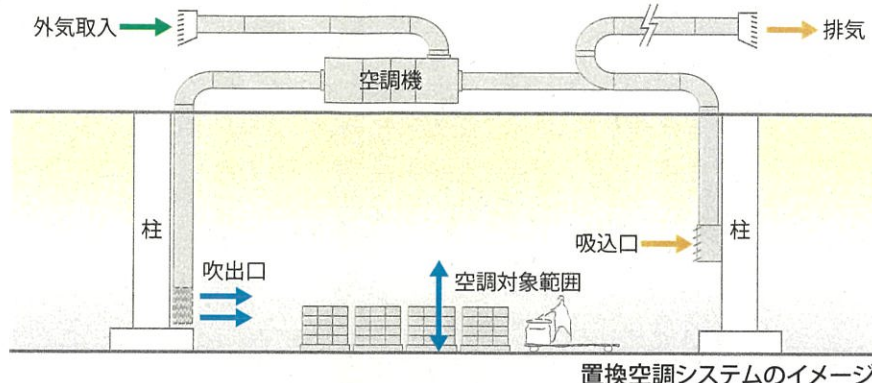 外気取入
排気
空調機
柱
柱
吸込口
吹出口
空調対象範囲
置換空調システムのイメージ